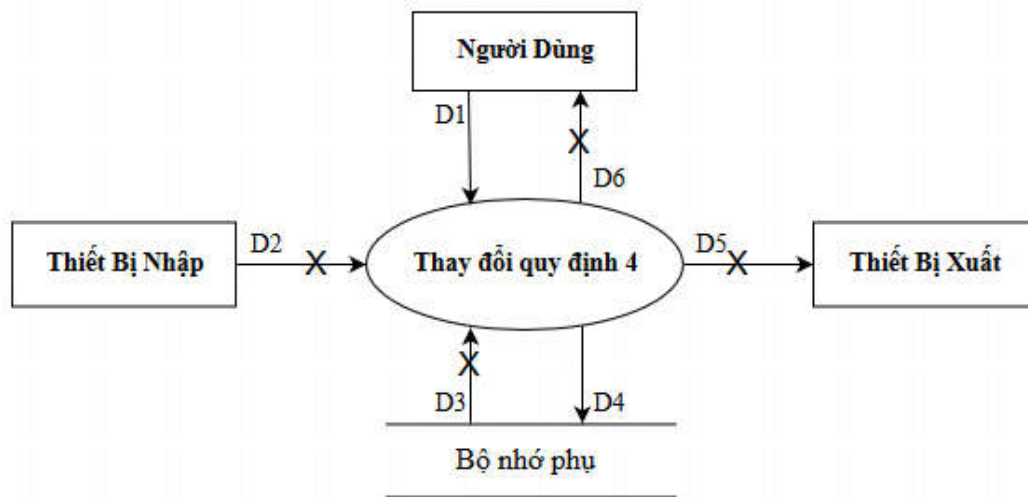 Người Dùng
D1
X
D6
Thiết Bị Nhập
D2
X
Thay đổi quy định 4
D5
X
Thiết Bị Xuất
X
D3
D4
Bộ nhớ phụ